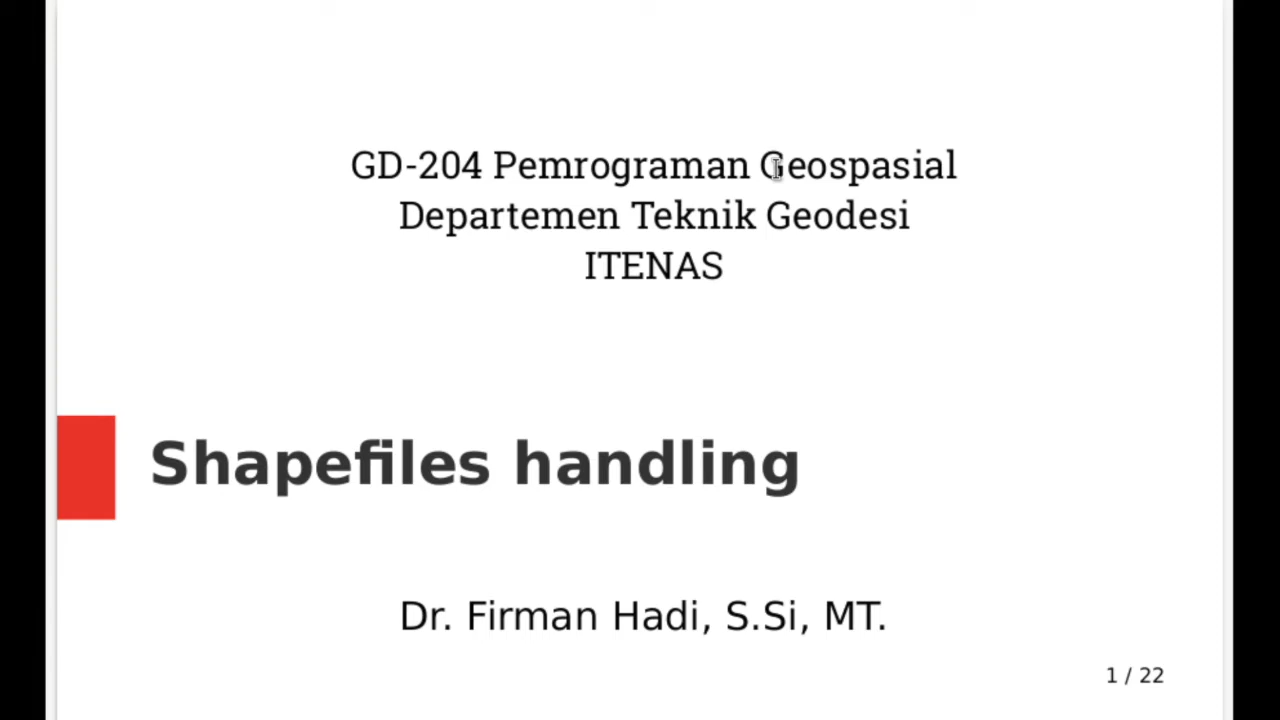 GD-204 Pemrograman Geospasial
Departemen Teknik Geodesi
ITENAS
Shapefiles handling
Dr. Firman Hadi, S.Si, MT.
1 / 22